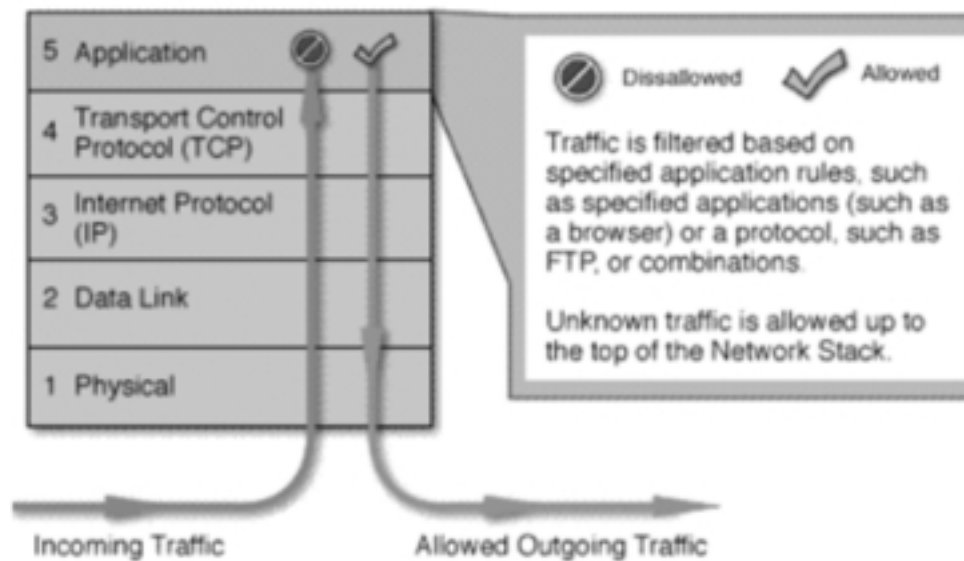 5 Application
4 Transport Control
Protocol (TCP)
3 Internet Protocol
(IP)
2 Data Link
1 Physical
Incoming Traffic
Allowed Outgoing Traffic
Dissallowed
Allowed
Traffic is filtered based on
specified application rules, such
as specified applications (such as
a browser) or a protocol, such as
FTP, or combinations.
Unknown traffic is allowed up to
the top of the Network Stack.